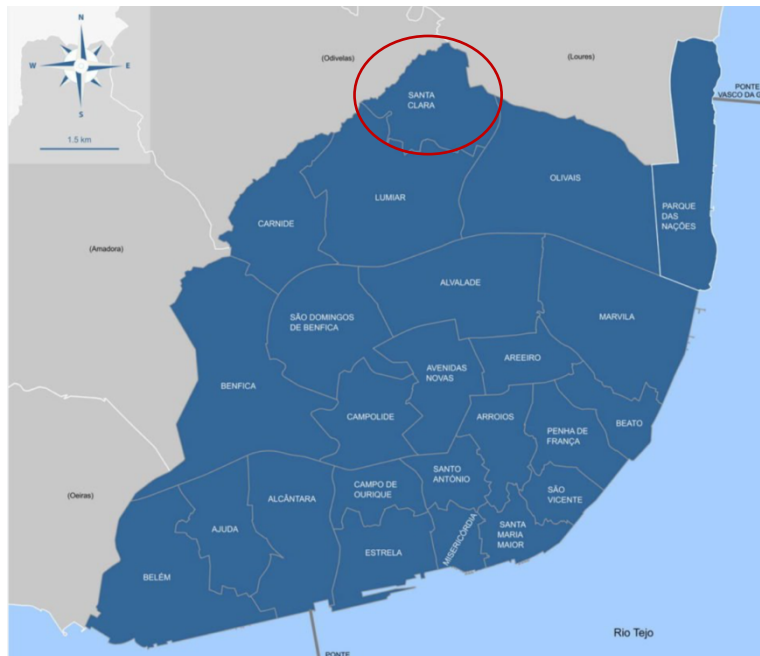 N
W
E
S
1.5 km
(Odivelas)
(Loures)
PONTE
VASCO DA G
SANTA
CLARA
OLIVAIS
LUMIAR
CARNIDE
PARQUE
DAS
NAÇÕES
(Amadora)
ALVALADE
SÃO DOMINGOS
DE BENFICA
MARVILA
AREEIRO
AVENIDAS
NOVAS
BENFICA
CAMPOLIDE
ARROIOS
PENHA DE
FRANÇA
BEATO
SANTO
ANTÓNIO
CAMPO DE
OURIQUE
(Oeiras)
ALCÂNTARA
SÃO
VICENTE
AJUDA
SANTA
MARIA
MAIOR
MISERICÓRDIA
ESTRELA
BELÉM
Rio Tejo
PONTE